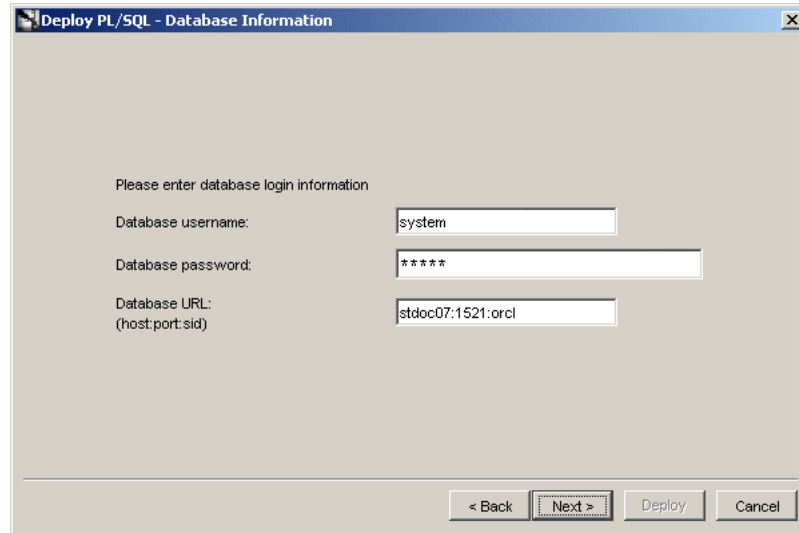 Deploy PL/SQL - Database Information
Please enter database login information
Database username:
system
Database password:
*****
Database URL:
(host:port:sid)
stdoc07:1521:orcl
< Back
Next >
Deploy
Cancel